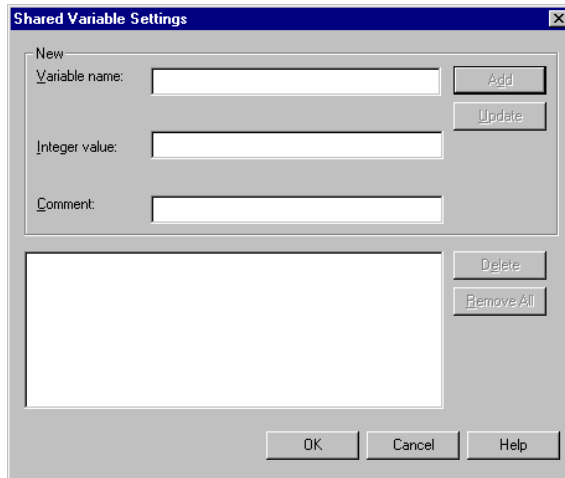 Shared Variable Settings
New
Variable name:
Add
Update
Integer value:
Comment:
Delete
Remove All
OK
Cancel
Help